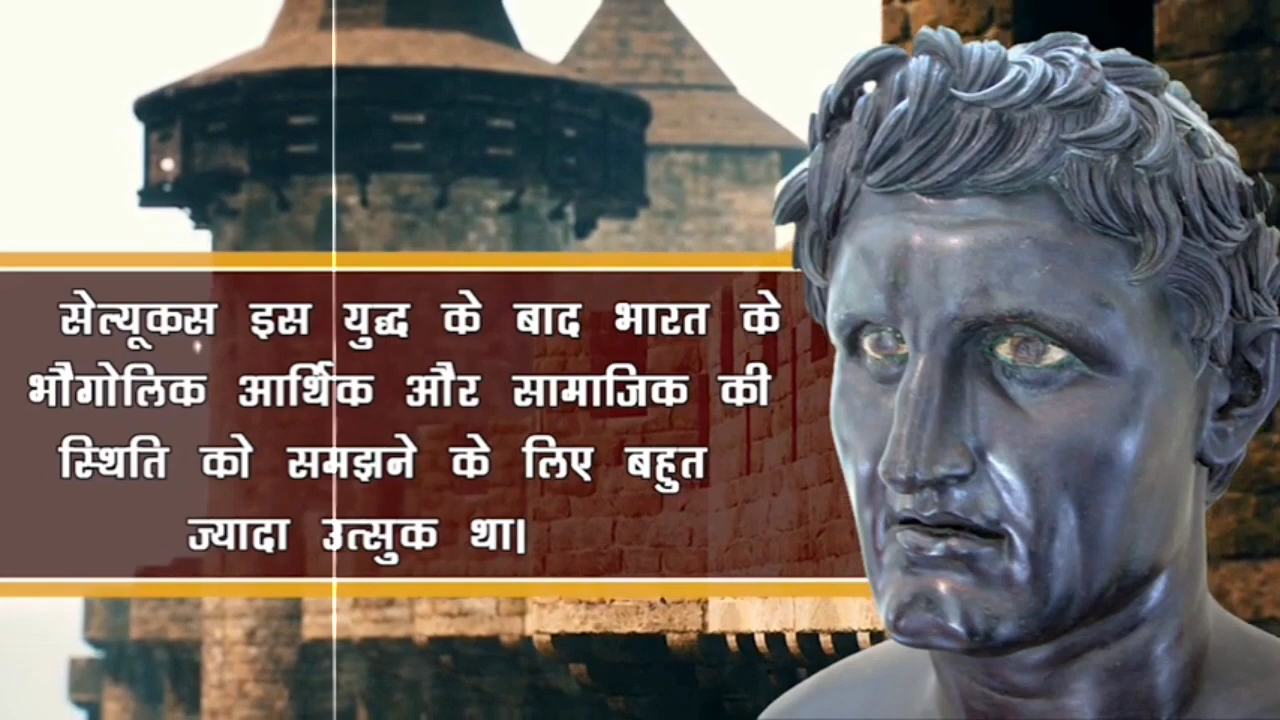 सेल्यूकस इस युद्ध के बाद भारत के
भौगोलिक आर्थिक और सामाजिक की
स्थिति को समझने के लिए बहुत
ज्यादा उत्सुक था।